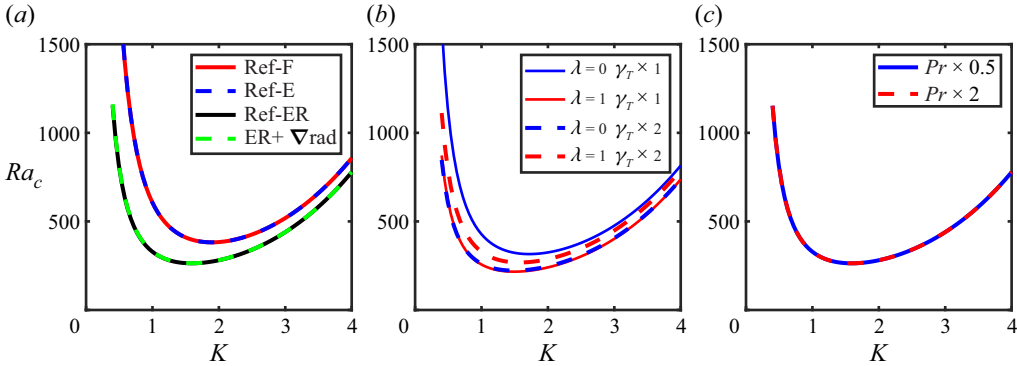 (a)
1500
1000
500
0
1
2
3
4
Ra_c
K
Ref-F
Ref-E
Ref-ER
ER+ ∇rad
(b)
1500
1000
500
0
1
2
3
4
K
λ = 0 γ_T × 1
λ = 1 γ_T × 1
λ = 0 γ_T × 2
λ = 1 γ_T × 2
(c)
1500
1000
500
0
1
2
3
4
K
Pr × 0.5
Pr × 2